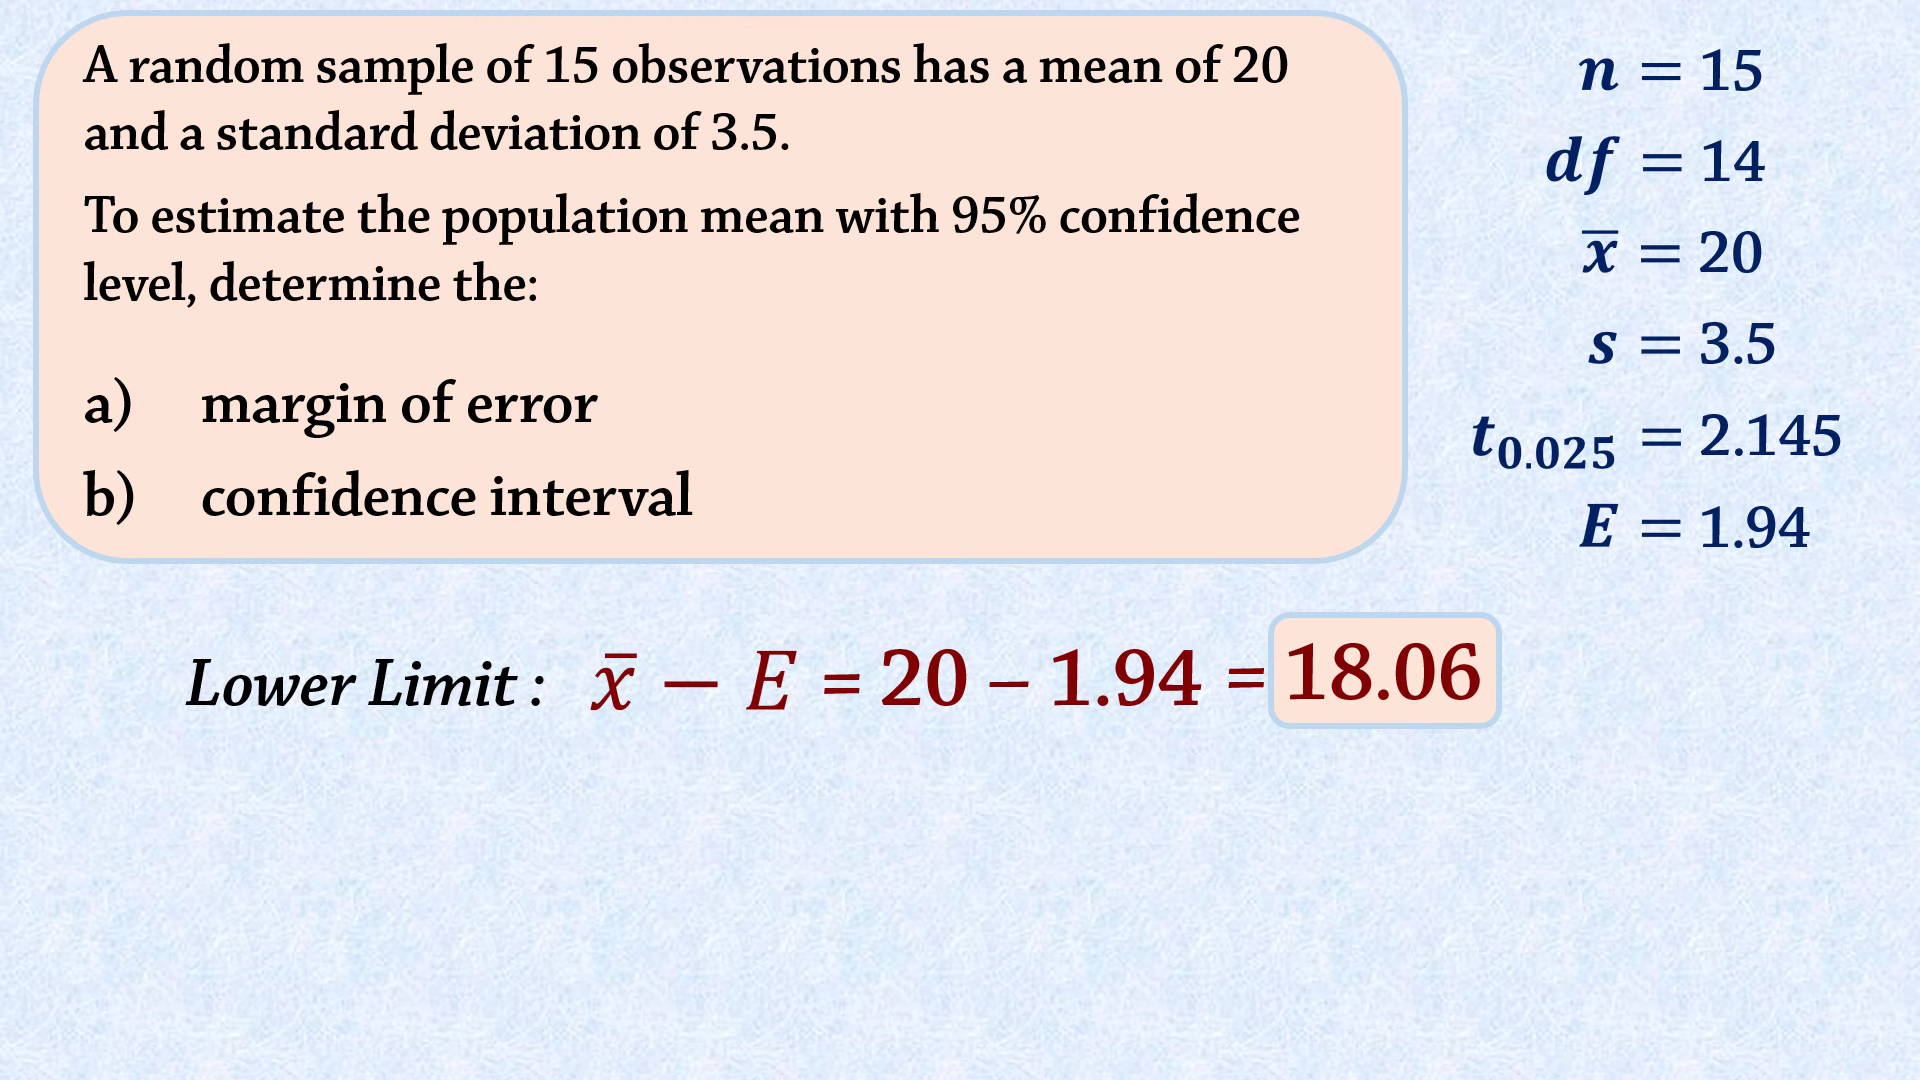 A random sample of 15 observations has a mean of 20
and a standard deviation of 3.5.
To estimate the population mean with 95% confidence
level, determine the:
a) margin of error
b) confidence interval
n = 15
df = 14
x̅ = 20
s = 3.5
t₀.₀₂₅ = 2.145
E = 1.94
Lower Limit : x̅ − E = 20 – 1.94 = 18.06